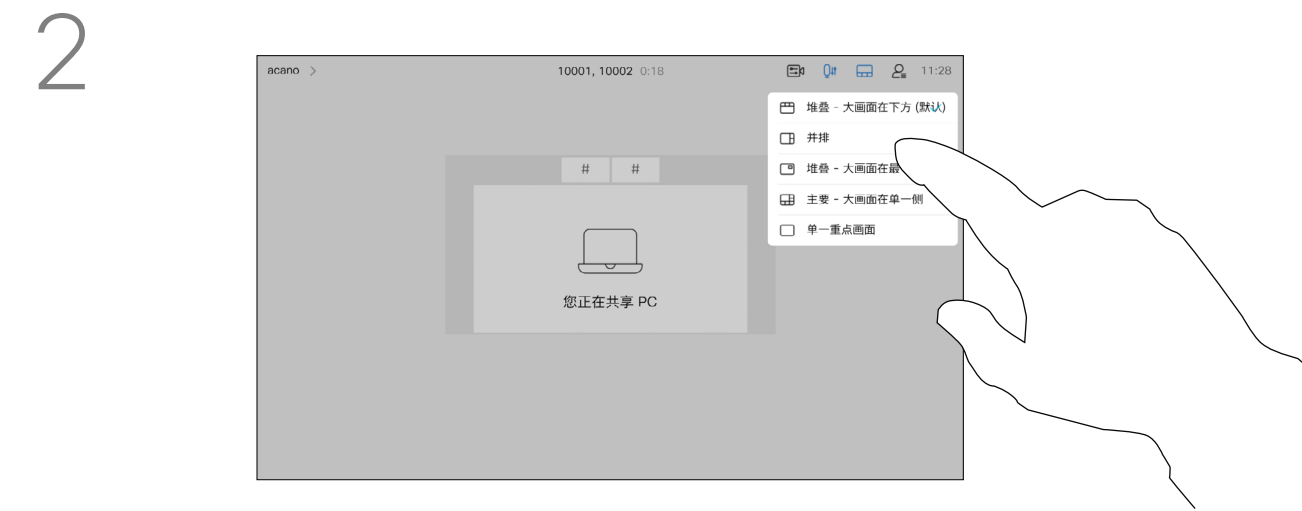 2
acano >
10001, 10002 0:18
11:28
堆叠 - 大画面在下方 (默认)
并排
堆叠 - 大画面在最
主要 - 大画面在单一侧
单一重点画面
# #
您正在共享 PC